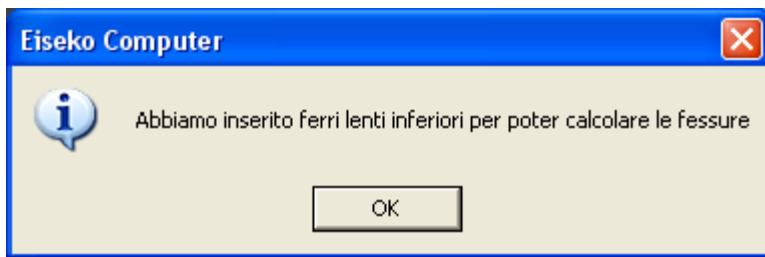 Eiseko Computer
Abbiamo inserito ferri lenti inferiori per poter calcolare le fessure
OK